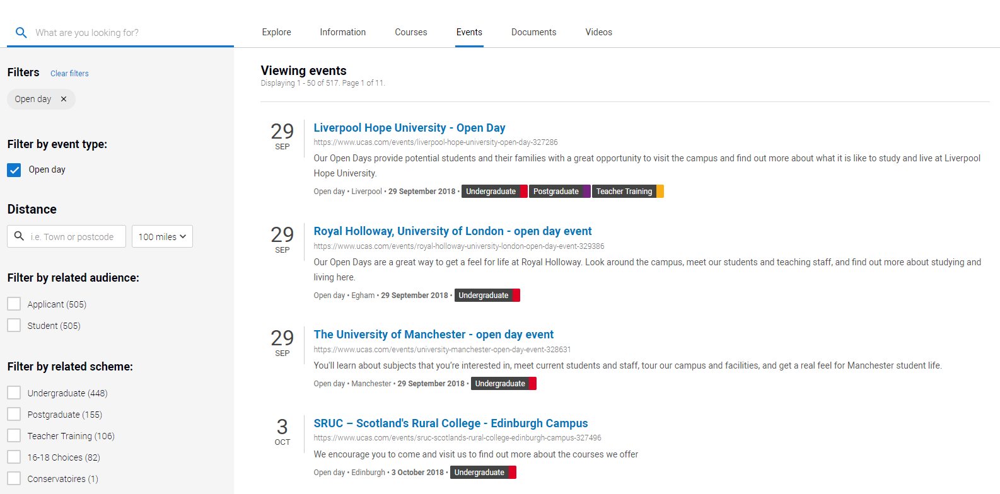 What are you looking for?
Explore
Information
Courses
Events
Documents
Videos
Filters
Clear filters
Open day ×
Filter by event type:
Open day
Distance
i.e. Town or postcode
100 miles
Filter by related audience:
Applicant (505)
Student (505)
Filter by related scheme:
Undergraduate (448)
Postgraduate (155)
Teacher Training (106)
16-18 Choices (82)
Conservatoires (1)
Viewing events
Displaying 1 - 50 of 517. Page 1 of 11.
29
SEP
Liverpool Hope University - Open Day
https://www.ucas.com/events/liverpool-hope-university-open-day-327286
Our Open Days provide potential students and their families with a great opportunity to visit the campus and find out more about what it is like to study and live at Liverpool
Hope University.
Open day • Liverpool • 29 September 2018 • Undergraduate Postgraduate Teacher Training
29
SEP
Royal Holloway, University of London - open day event
https://www.ucas.com/events/royal-holloway-university-london-open-day-event-329386
Our Open Days are a great way to get a feel for life at Royal Holloway. Look around the campus, meet our students and teaching staff, and find out more about studying and
living here.
Open day • Egham • 29 September 2018 • Undergraduate
29
SEP
The University of Manchester - open day event
https://www.ucas.com/events/university-manchester-open-day-event-328631
You'll learn about subjects that you're interested in, meet current students and staff, tour our campus and facilities, and get a real feel for Manchester student life.
Open day • Manchester • 29 September 2018 • Undergraduate
3
OCT
SRUC – Scotland's Rural College - Edinburgh Campus
https://www.ucas.com/events/sruc-scotlands-rural-college-edinburgh-campus-327496
We encourage you to come and visit us to find out more about the courses we offer
Open day • Edinburgh • 3 October 2018 • Undergraduate